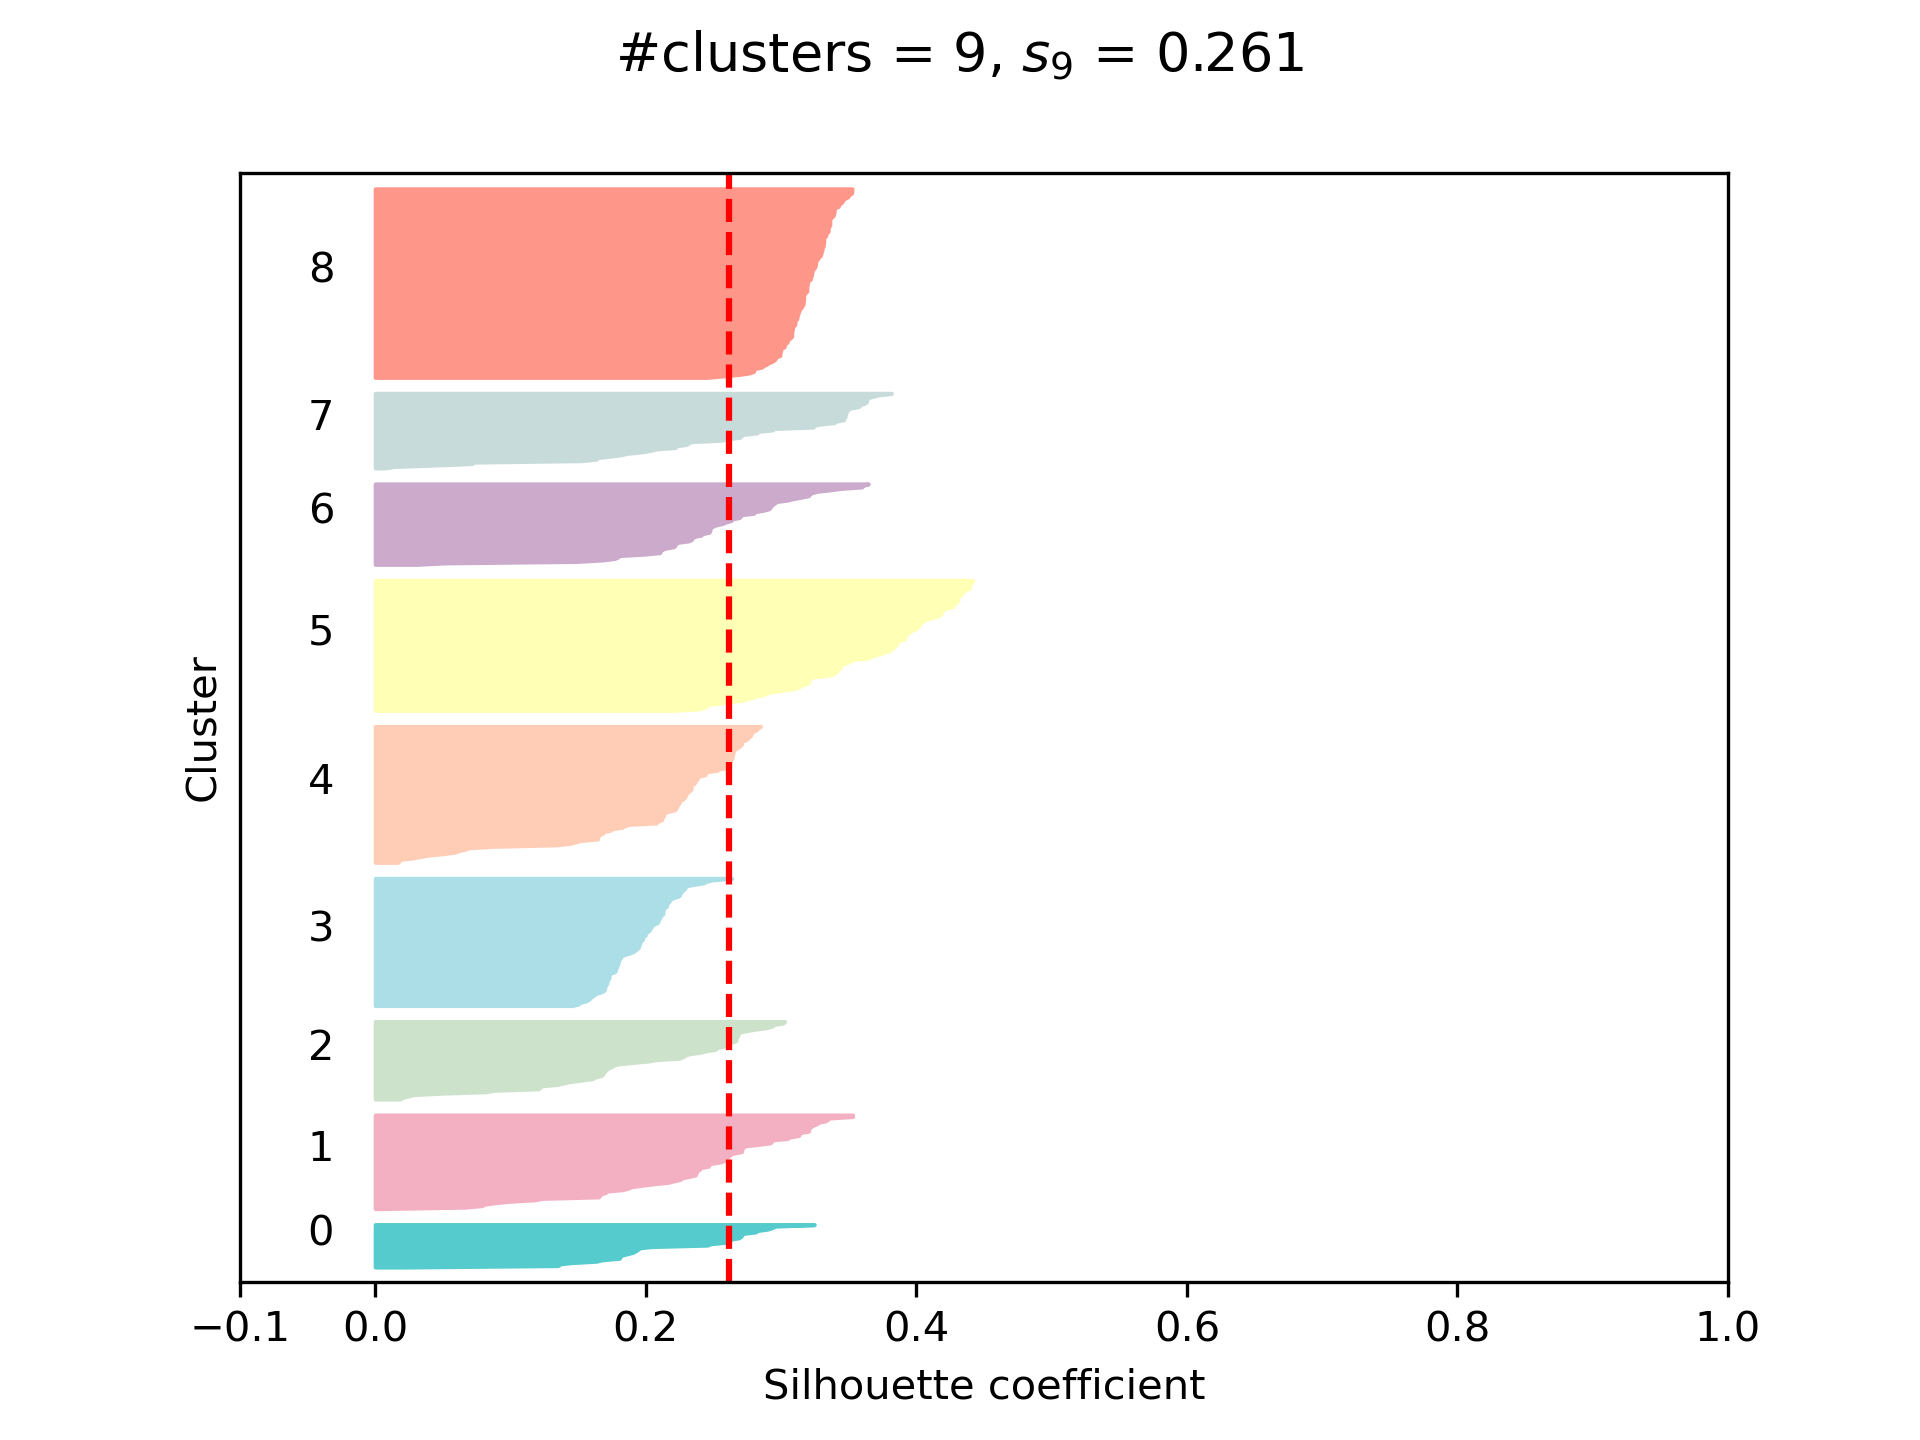 #clusters = 9, s₉ = 0.261
8
7
6
5
4
3
2
1
0
Cluster
−0.1 0.0 0.2 0.4 0.6 0.8 1.0
Silhouette coefficient